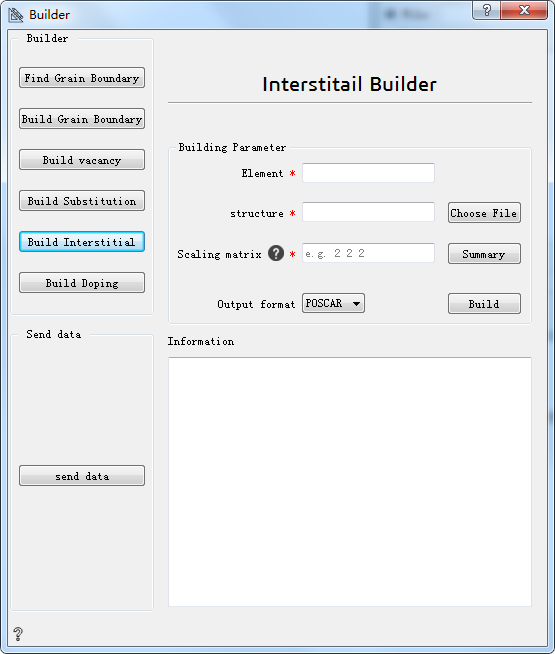 Builder
Builder
Find Grain Boundary
Build Grain Boundary
Build vacancy
Build Substitution
Build Interstitial
Build Doping
Send data
send data
?
Interstitail Builder
Building Parameter
Element *
structure * Choose File
Scaling matrix ? * e.g. 2 2 2 Summary
Output format POSCAR Build
Information